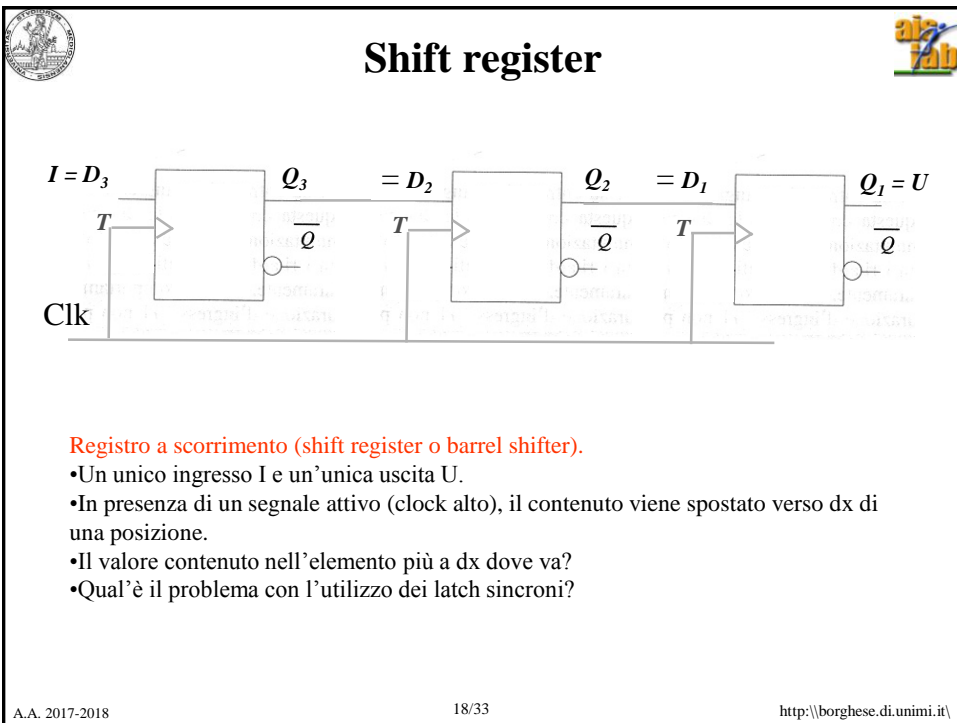 Shift register
I = D3 Q3 = D2 Q2 = D1 Q1 = U
T T T
Q Q Q
Clk
Registro a scorrimento (shift register o barrel shifter).
•Un unico ingresso I e un'unica uscita U.
•In presenza di un segnale attivo (clock alto), il contenuto viene spostato verso dx di
una posizione.
•Il valore contenuto nell'elemento più a dx dove va?
•Qual'è il problema con l'utilizzo dei latch sincroni?
A.A. 2017-2018 18/33 http:\\borghese.di.unimi.it\